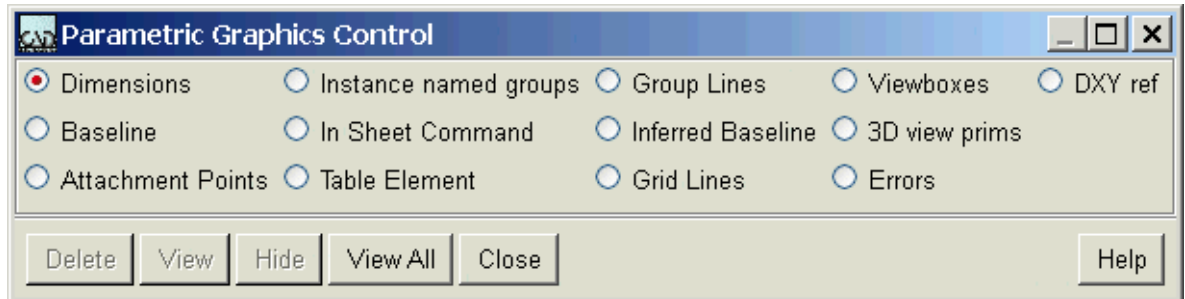 CAD Parametric Graphics Control
Dimensions Instance named groups Group Lines Viewboxes DXY ref
Baseline In Sheet Command Inferred Baseline 3D view prims
Attachment Points Table Element Grid Lines Errors
Delete View Hide View All Close Help